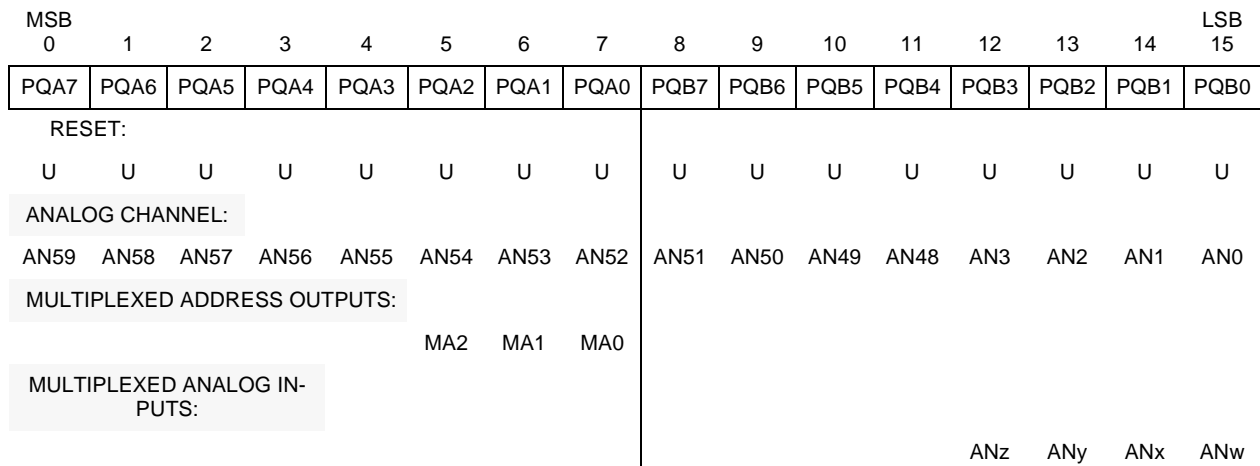 MSB LSB
0 1 2 3 4 5 6 7 8 9 10 11 12 13 14 15
PQA7 PQA6 PQA5 PQA4 PQA3 PQA2 PQA1 PQA0 PQB7 PQB6 PQB5 PQB4 PQB3 PQB2 PQB1 PQB0
RESET:
U U U U U U U U U U U U U U U U
ANALOG CHANNEL:
AN59 AN58 AN57 AN56 AN55 AN54 AN53 AN52 AN51 AN50 AN49 AN48 AN3 AN2 AN1 AN0
MULTIPLEXED ADDRESS OUTPUTS:
MA2 MA1 MA0
MULTIPLEXED ANALOG IN-
PUTS:
ANz ANy ANx ANw